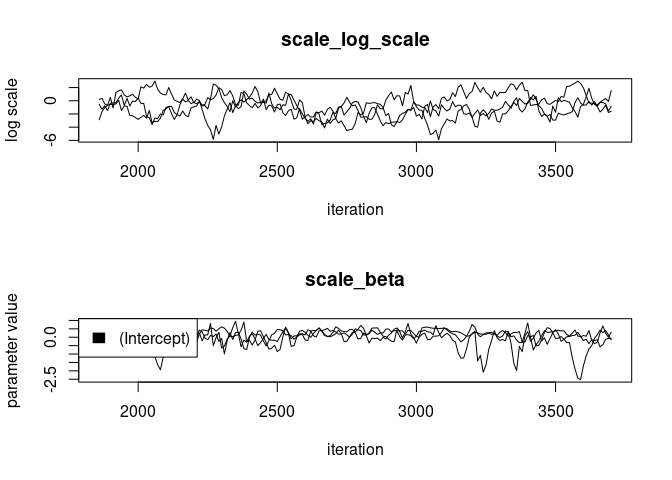 scale_log_scale
log scale
0
-6
2000 2500 3000 3500
iteration
scale_beta
parameter value
0.0
-2.5
(Intercept)
2000 2500 3000 3500
iteration